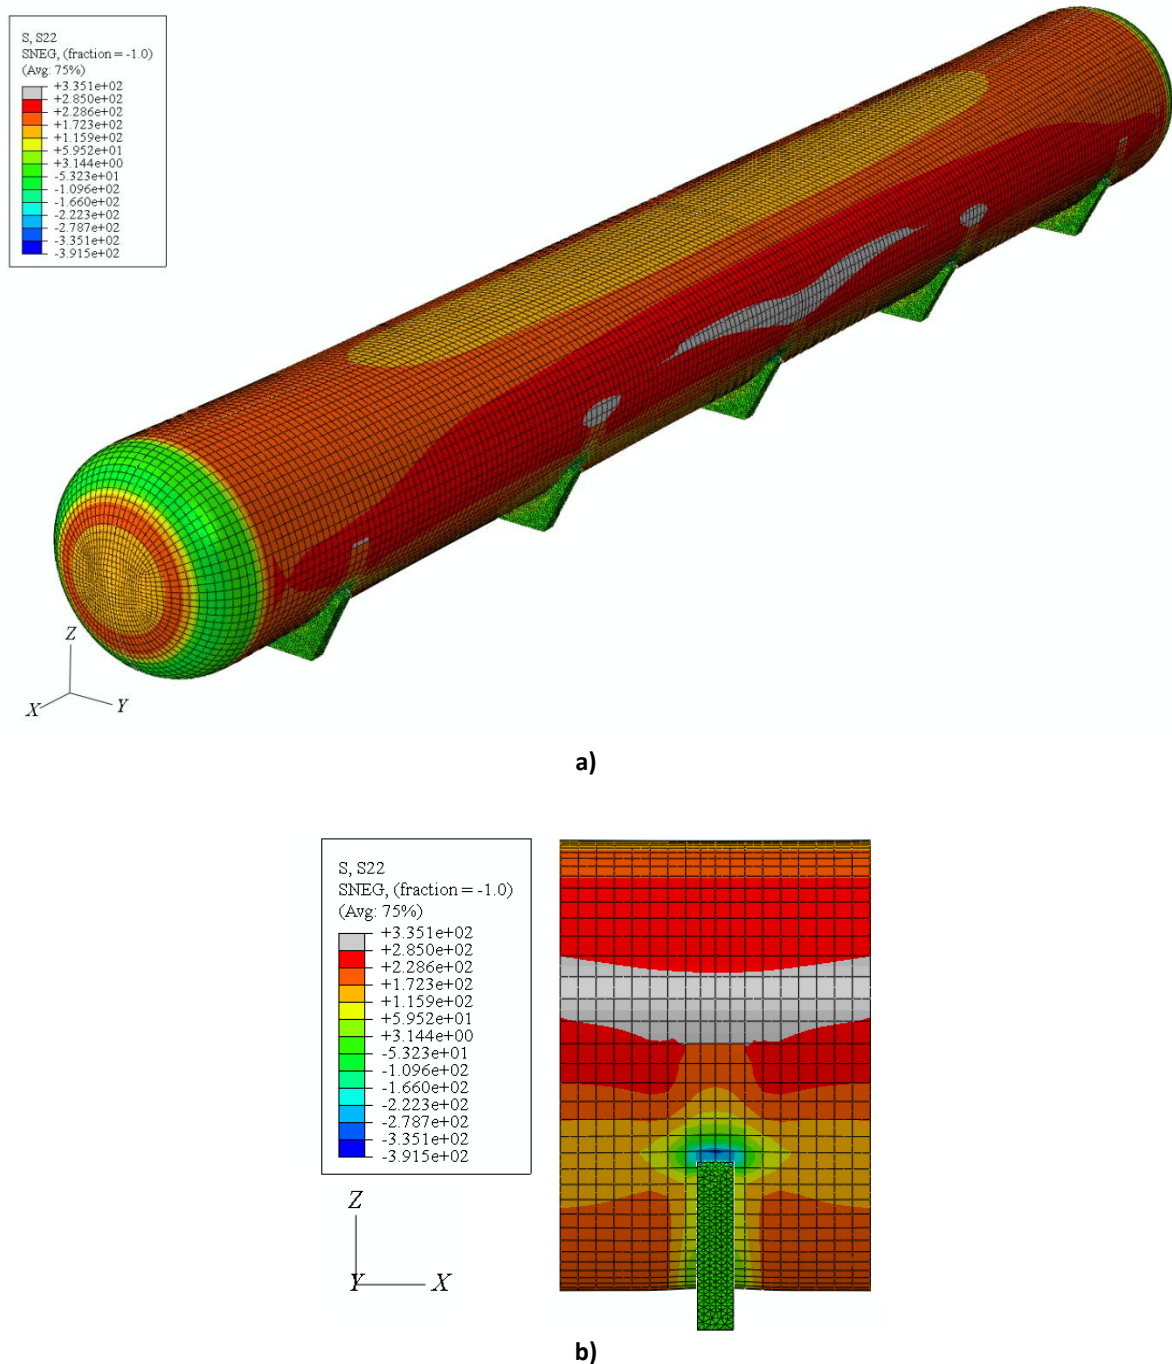 S, S22
SNEG, (fraction = -1.0)
(Avg: 75%)
+3.351e+02
+2.850e+02
+2.286e+02
+1.723e+02
+1.159e+02
+5.952e+01
+3.144e+00
-5.323e+01
-1.096e+02
-1.660e+02
-2.223e+02
-2.787e+02
-3.351e+02
-3.915e+02
Z
X
Y
a)
S, S22
SNEG, (fraction = -1.0)
(Avg: 75%)
+3.351e+02
+2.850e+02
+2.286e+02
+1.723e+02
+1.159e+02
+5.952e+01
+3.144e+00
-5.323e+01
-1.096e+02
-1.660e+02
-2.223e+02
-2.787e+02
-3.351e+02
-3.915e+02
Z
Y X
b)